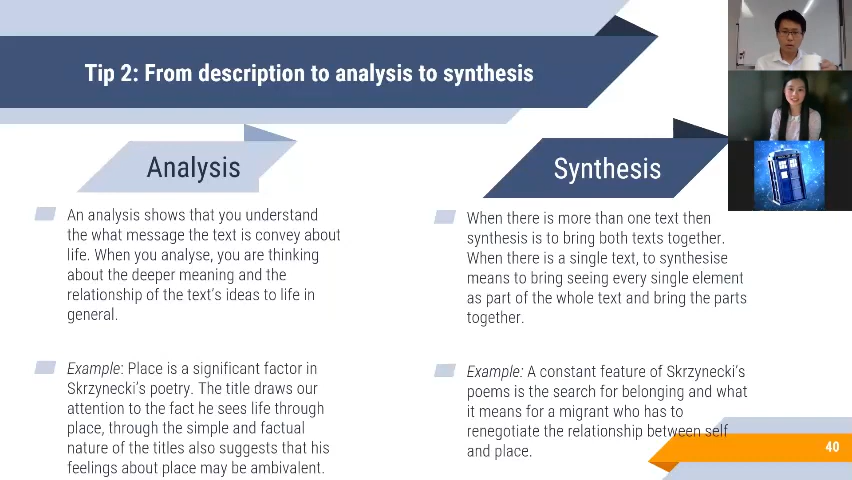 Tip 2: From description to analysis to synthesis
Analysis
An analysis shows that you understand
the what message the text is convey about
life. When you analyse, you are thinking
about the deeper meaning and the
relationship of the text's ideas to life in
general.
Example: Place is a significant factor in
Skrzynecki's poetry. The title draws our
attention to the fact he sees life through
place, through the simple and factual
nature of the titles also suggests that his
feelings about place may be ambivalent.
Synthesis
When there is more than one text then
synthesis is to bring both texts together.
When there is a single text, to synthesise
means to bring seeing every single element
as part of the whole text and bring the parts
together.
Example: A constant feature of Skrzynecki's
poems is the search for belonging and what
it means for a migrant who has to
renegotiate the relationship between self
and place.
40